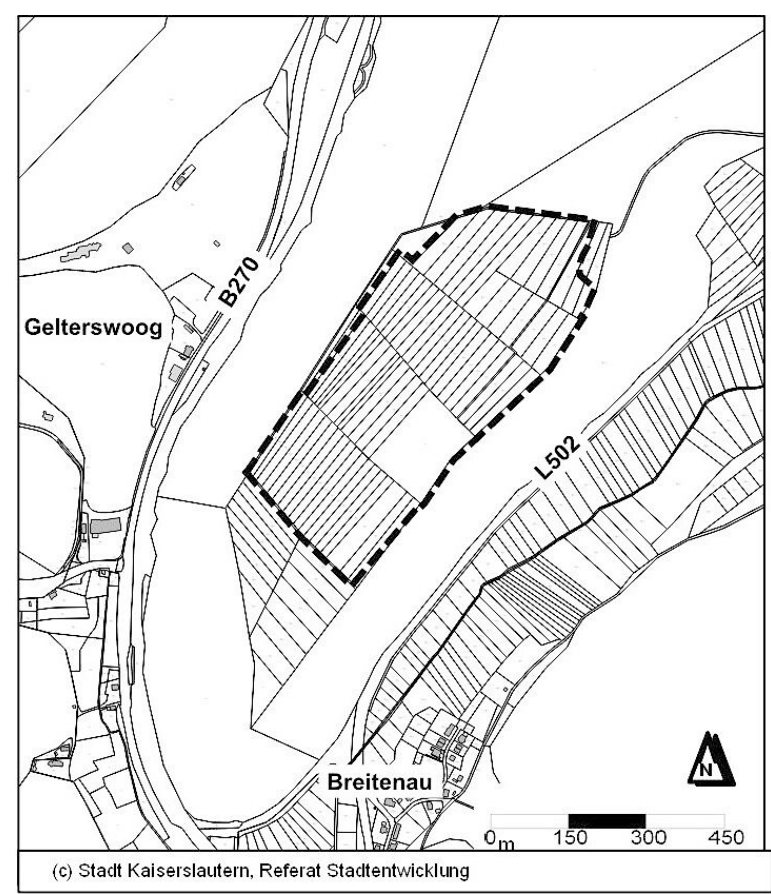 B270
Gelterswoog
L502
N
Breitenau
0 m 150 300 450
(c) Stadt Kaiserslautern, Referat Stadtentwicklung